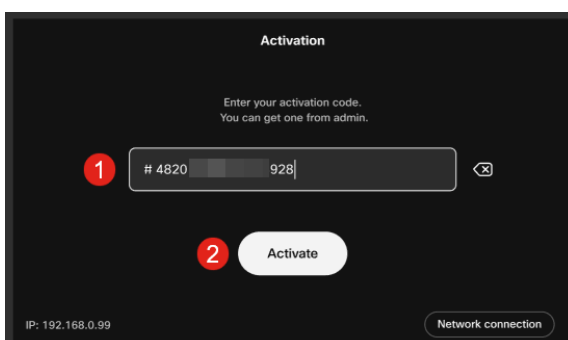 Activation
Enter your activation code.
You can get one from admin.
1
# 4820 928
2
Activate
IP: 192.168.0.99
Network connection